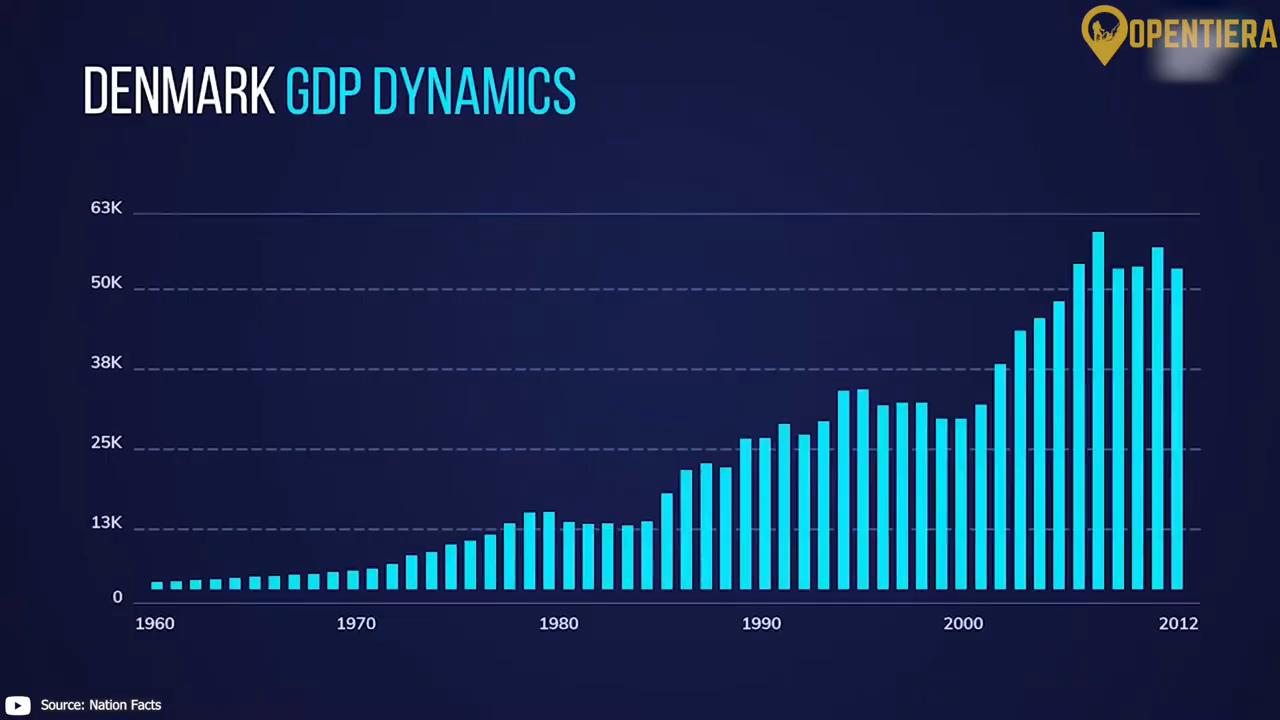 OPENTIERA
DENMARK GDP DYNAMICS
63K
50K
38K
25K
13K
0
1960 1970 1980 1990 2000 2012
Source: Nation Facts